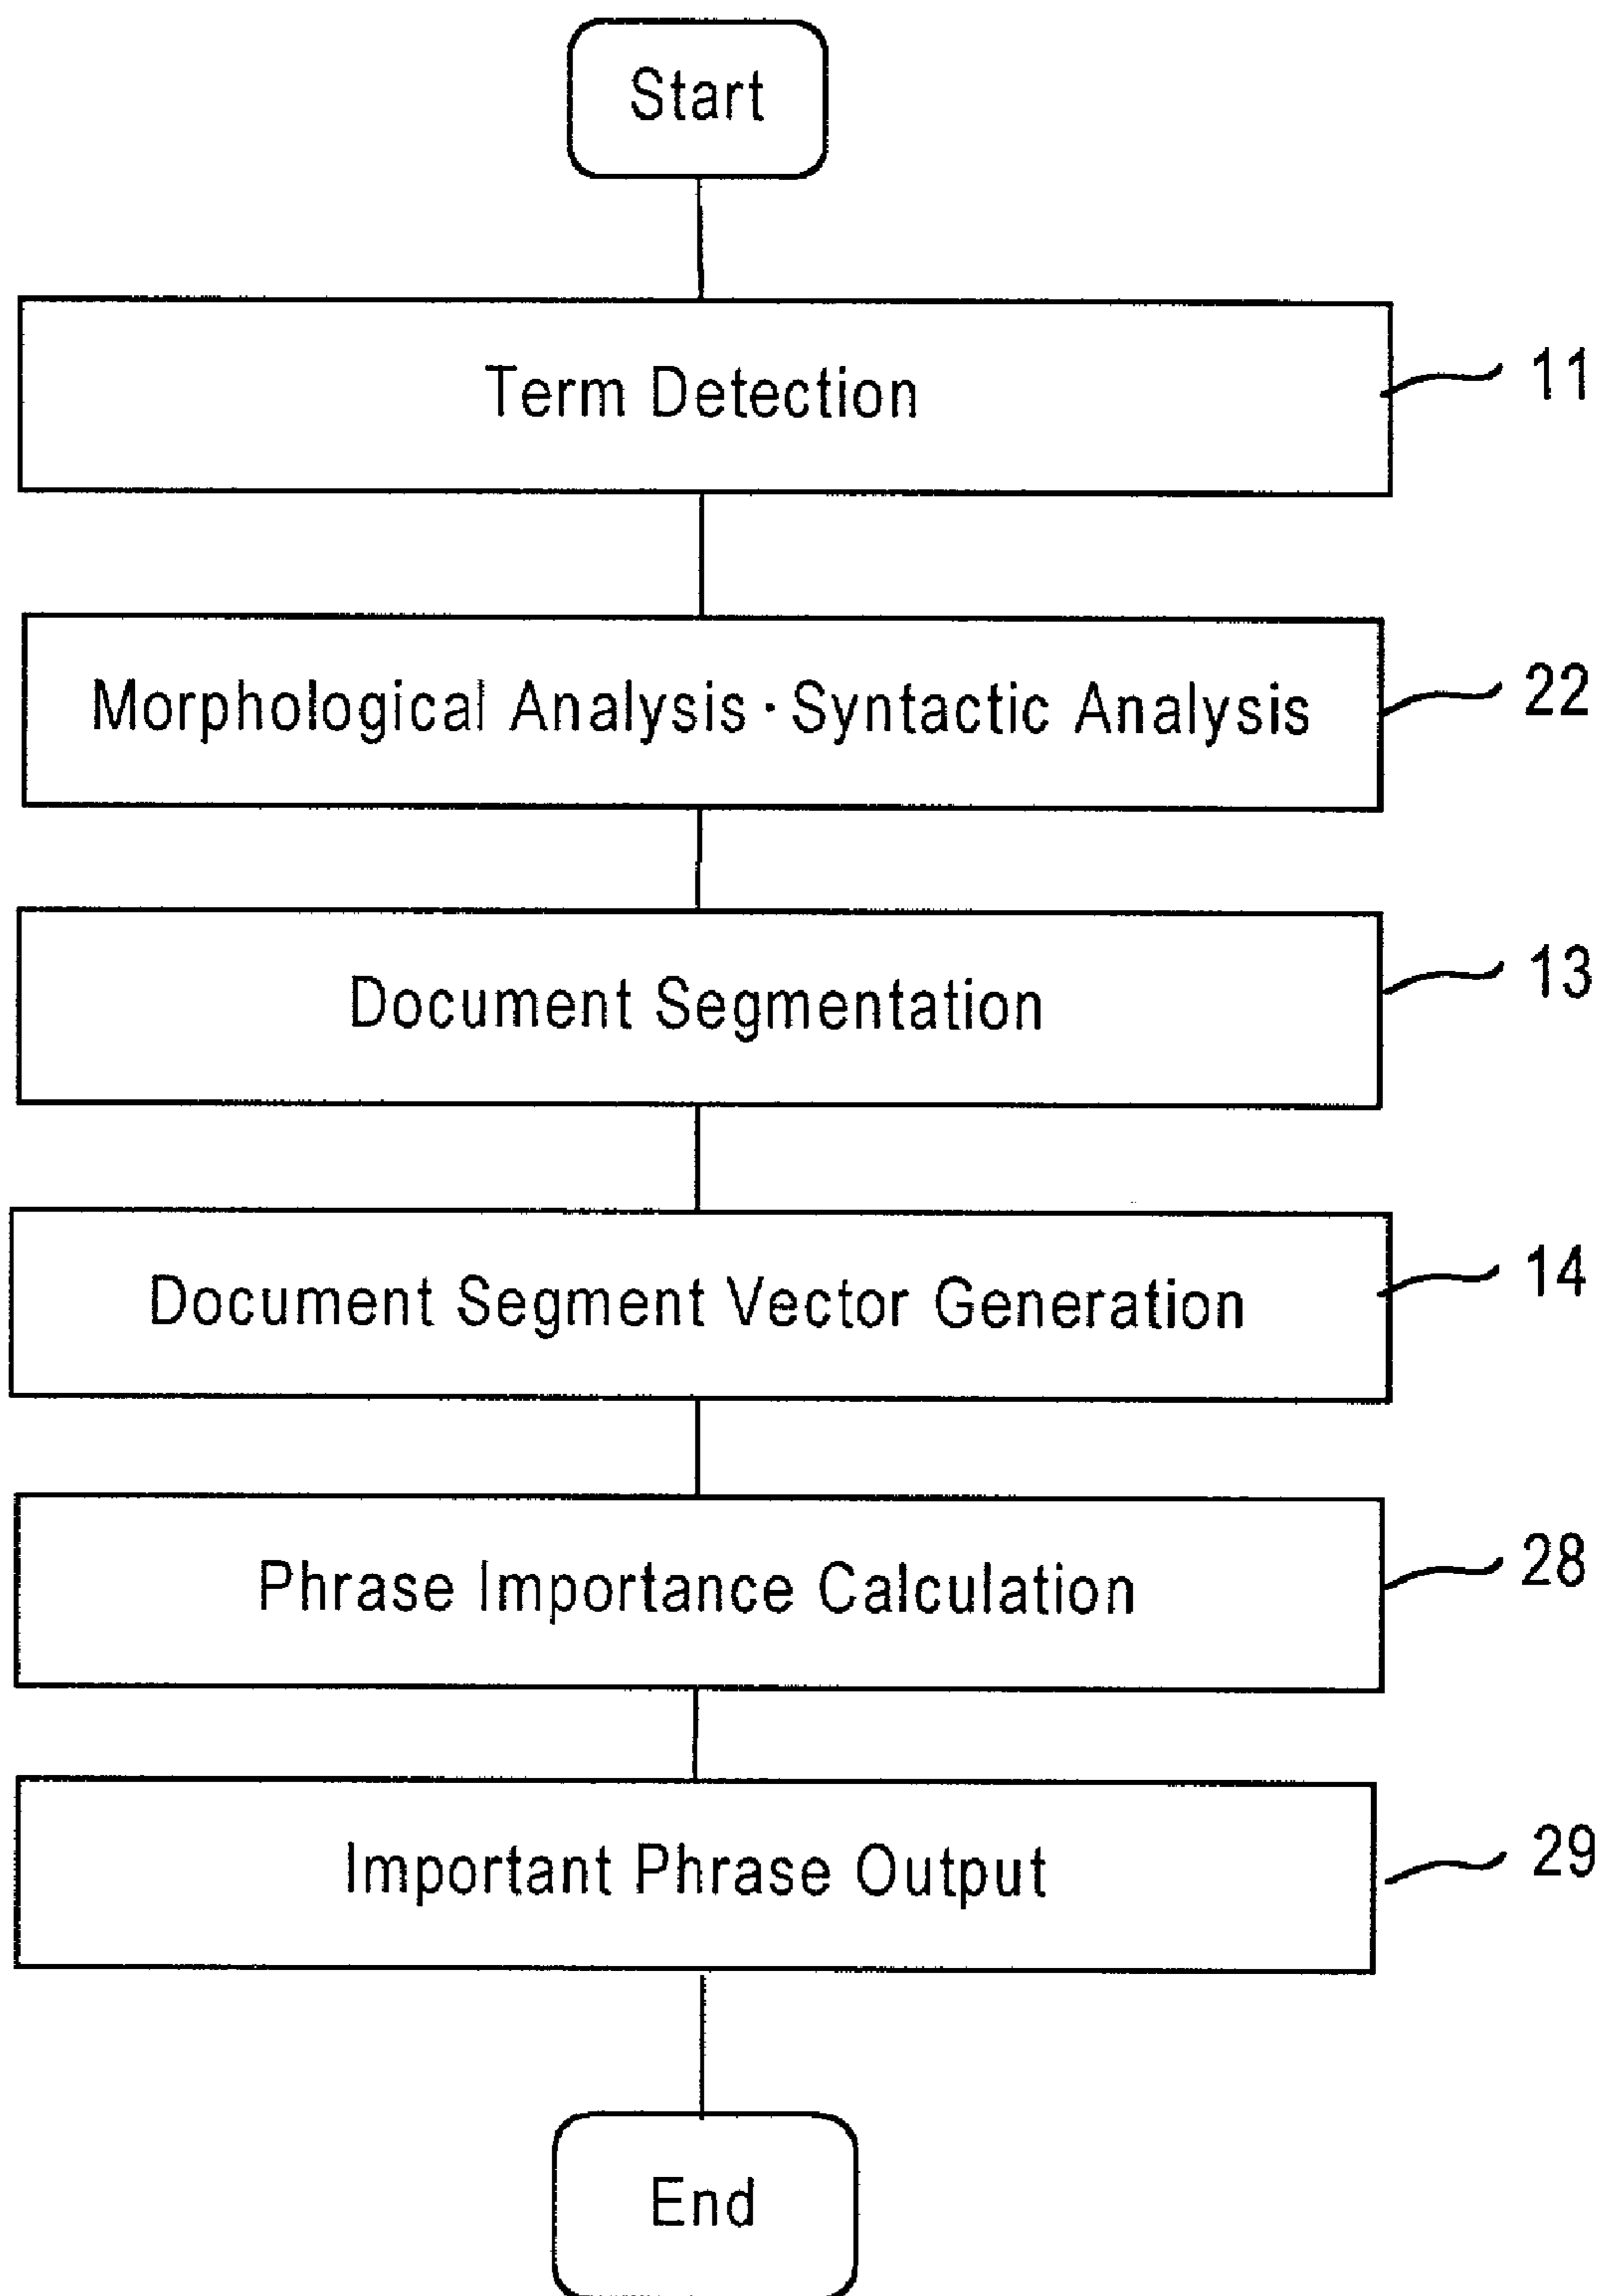 Start
Term Detection
11
Morphological Analysis・Syntactic Analysis
22
Document Segmentation
13
Document Segment Vector Generation
14
Phrase Importance Calculation
28
Important Phrase Output
29
End